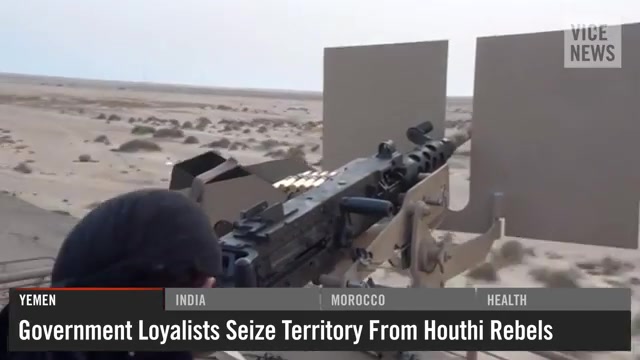 VICE
NEWS
YEMEN INDIA MOROCCO HEALTH
Government Loyalists Seize Territory From Houthi Rebels